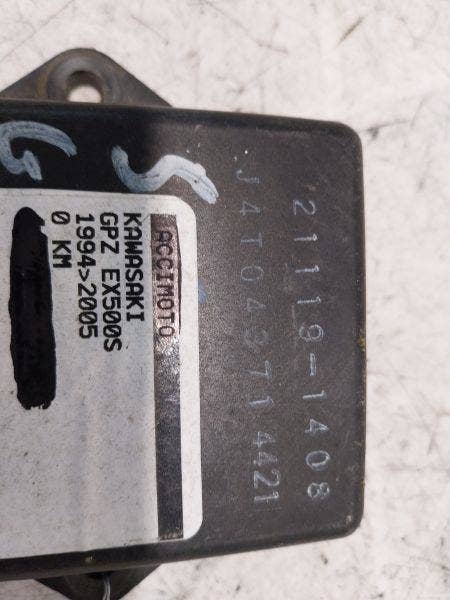 21119-1408
J4T04371 4421
S
G
ACCIMOTO
KAWASAKI
GPZ EX500S
1994>2005
0 KM